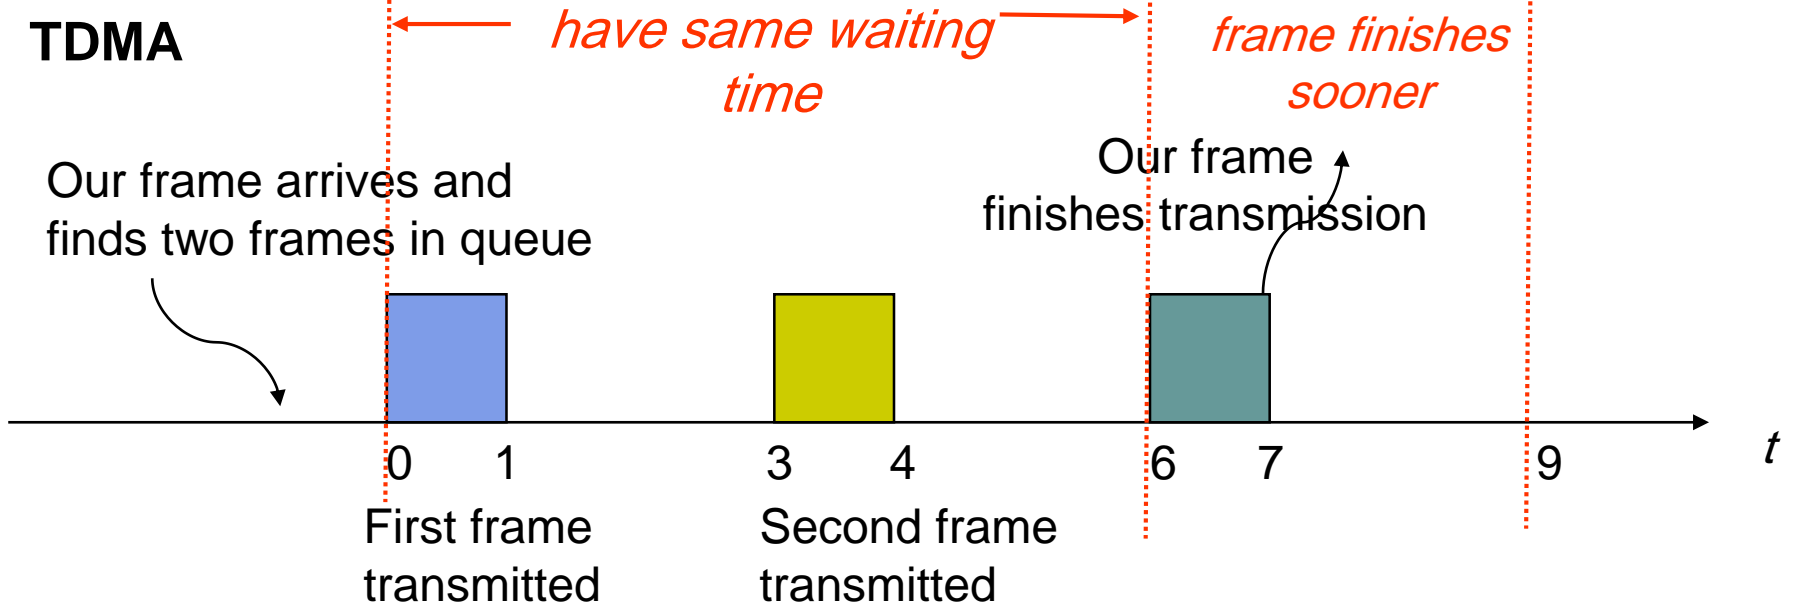 TDMA
have same waiting
time
frame finishes
sooner
Our frame arrives and
finds two frames in queue
Our frame
finishes transmission
0 1 3 4 6 7 9 t
First frame
transmitted
Second frame
transmitted